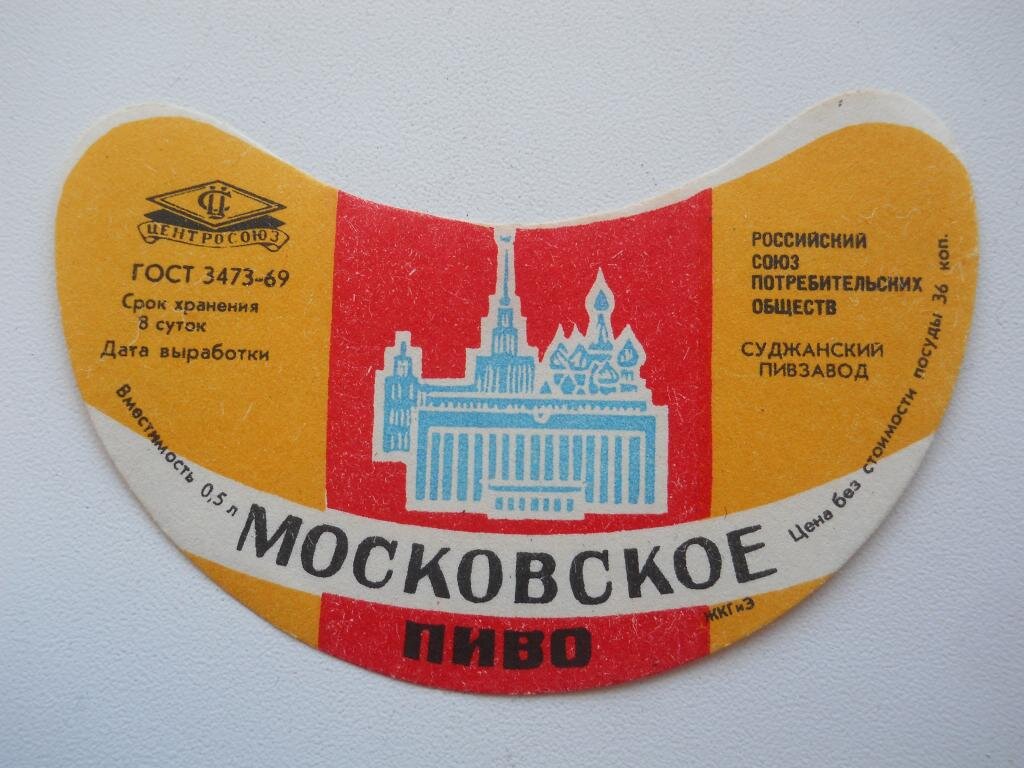 ЦЕНТРОСОЮЗ
ГОСТ 3473-69
Срок хранения
8 суток
Дата выработки
Вместимость 0,5 л
МОСКОВСКОЕ
ПИВО
РОССИЙСКИЙ
СОЮЗ
ПОТРЕБИТЕЛЬСКИХ
ОБЩЕСТВ
СУДЖАНСКИЙ
ПИВЗАВОД
Цена без стоимости посуды 36 коп.
ЖКГиЭ